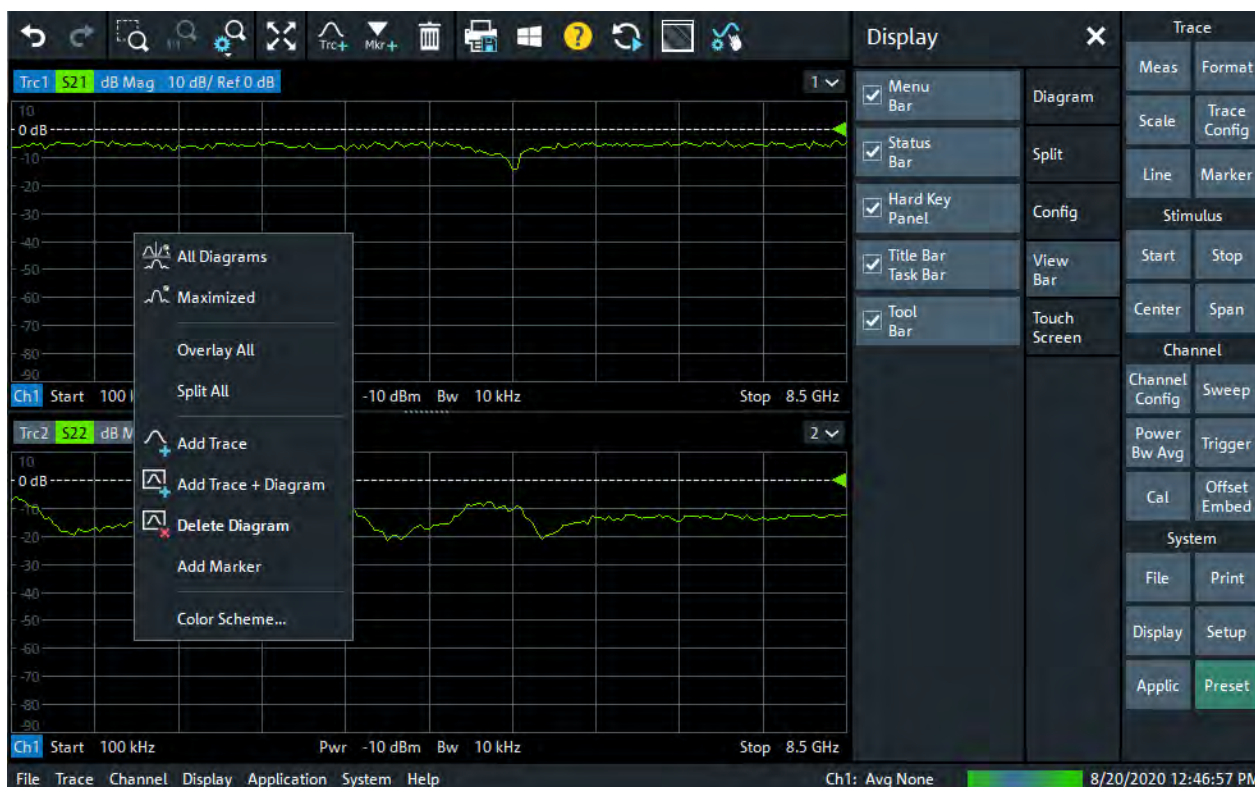 Trc+ Mkr+
Trc1 S21 dB Mag 10 dB/ Ref 0 dB
1
10
0 dB
-10
-20
-30
-40
-50
-60
-70
-80
-90
Ch1 Start 100
-10 dBm Bw 10 kHz
Stop 8.5 GHz
All Diagrams
Maximized
Overlay All
Split All
Add Trace
Add Trace + Diagram
Delete Diagram
Add Marker
Color Scheme...
Trc2 S22 dB
2
10
0 dB
-10
-20
-30
-40
-50
-60
-70
-80
-90
Ch1 Start 100 kHz
Pwr -10 dBm Bw 10 kHz
Stop 8.5 GHz
Display
Menu
Bar
Status
Bar
Hard Key
Panel
Title Bar
Task Bar
Tool
Bar
Diagram
Split
Config
View
Bar
Touch
Screen
Trace
Meas
Format
Scale
Trace
Config
Line
Marker
Stimulus
Start
Stop
Center
Span
Channel
Channel
Config
Sweep
Power
Bw Avg
Trigger
Cal
Offset
Embed
System
File
Print
Display
Setup
Applic
Preset
File Trace Channel Display Application System Help
Ch1: Avg None
8/20/2020 12:46:57 PM